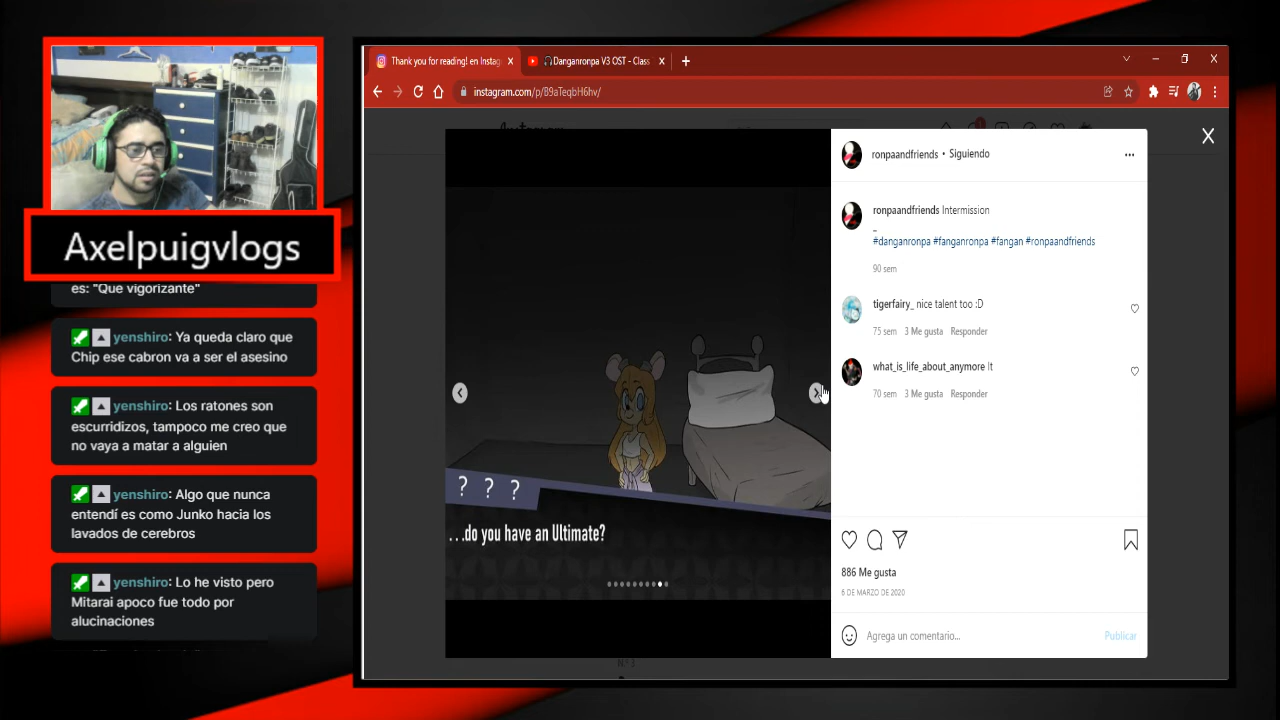 Axelpuigvlogs
es: "Que vigorizante"
yenshiro: Ya queda claro que
Chip ese cabron va a ser el asesino
yenshiro: Los ratones son
escurridizos, tampoco me creo que
no vaya a matar a alguien
yenshiro: Algo que nunca
entendí es como Junko hacia los
lavados de cerebros
yenshiro: Lo he visto pero
Mitarai apoco fue todo por
alucinaciones
Thank you for reading! en Instag
Danganronpa V3 OST - Class
instagram.com/p/B9aTeqbH6hv/
? ? ?
. . .do you have an Ultimate?
ronpaandfriends • Siguiendo
ronpaandfriends Intermission
_
#danganronpa #fanganronpa #fangan #ronpaandfriends
90 sem
tigerfairy_ nice talent too :D
75 sem 3 Me gusta Responder
what_is_life_about_anymore It
70 sem 3 Me gusta Responder
886 Me gusta
6 DE MARZO DE 2020
Agrega un comentario...
Publicar